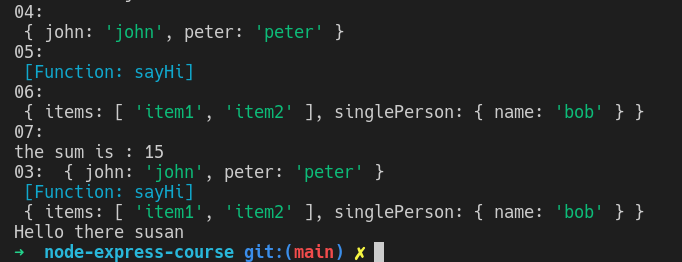 04:
{ john: 'john', peter: 'peter' }
05:
[Function: sayHi]
06:
{ items: [ 'item1', 'item2' ], singlePerson: { name: 'bob' } }
07:
the sum is : 15
03:  { john: 'john', peter: 'peter' }
[Function: sayHi]
{ items: [ 'item1', 'item2' ], singlePerson: { name: 'bob' } }
Hello there susan
➜  node-express-course git:(main) ✗